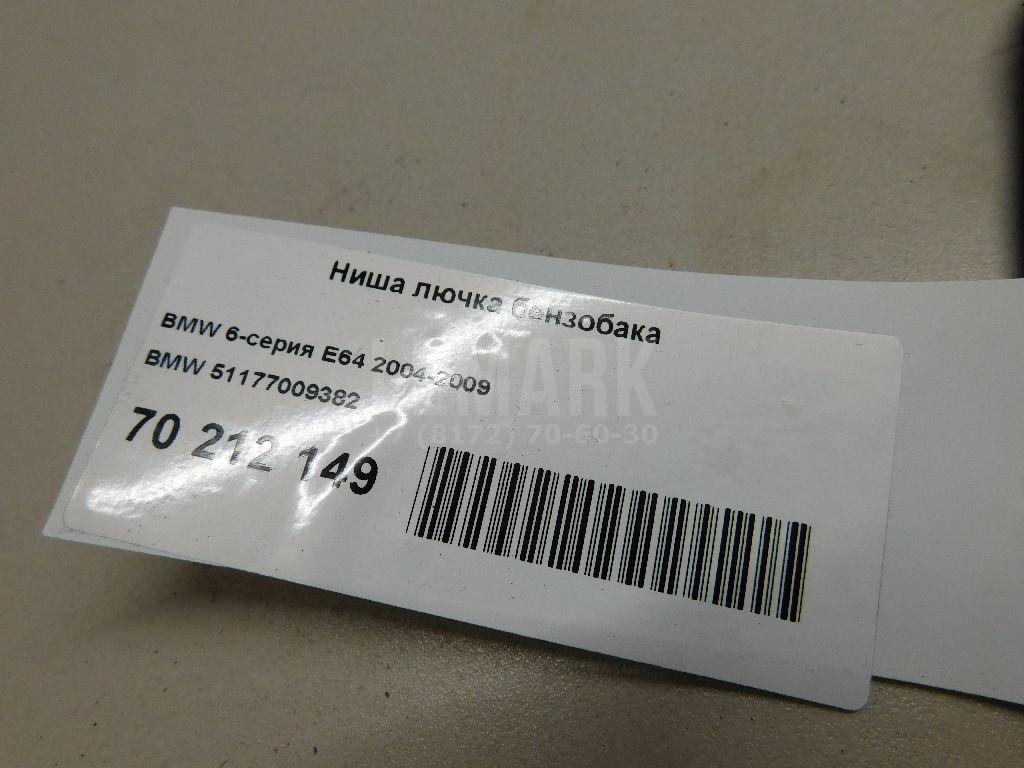 Ниша лючка бензобака
BMW 6-серия E64 2004-2009
BMW 51177009382
70 212 149
(8172) 70-60-30